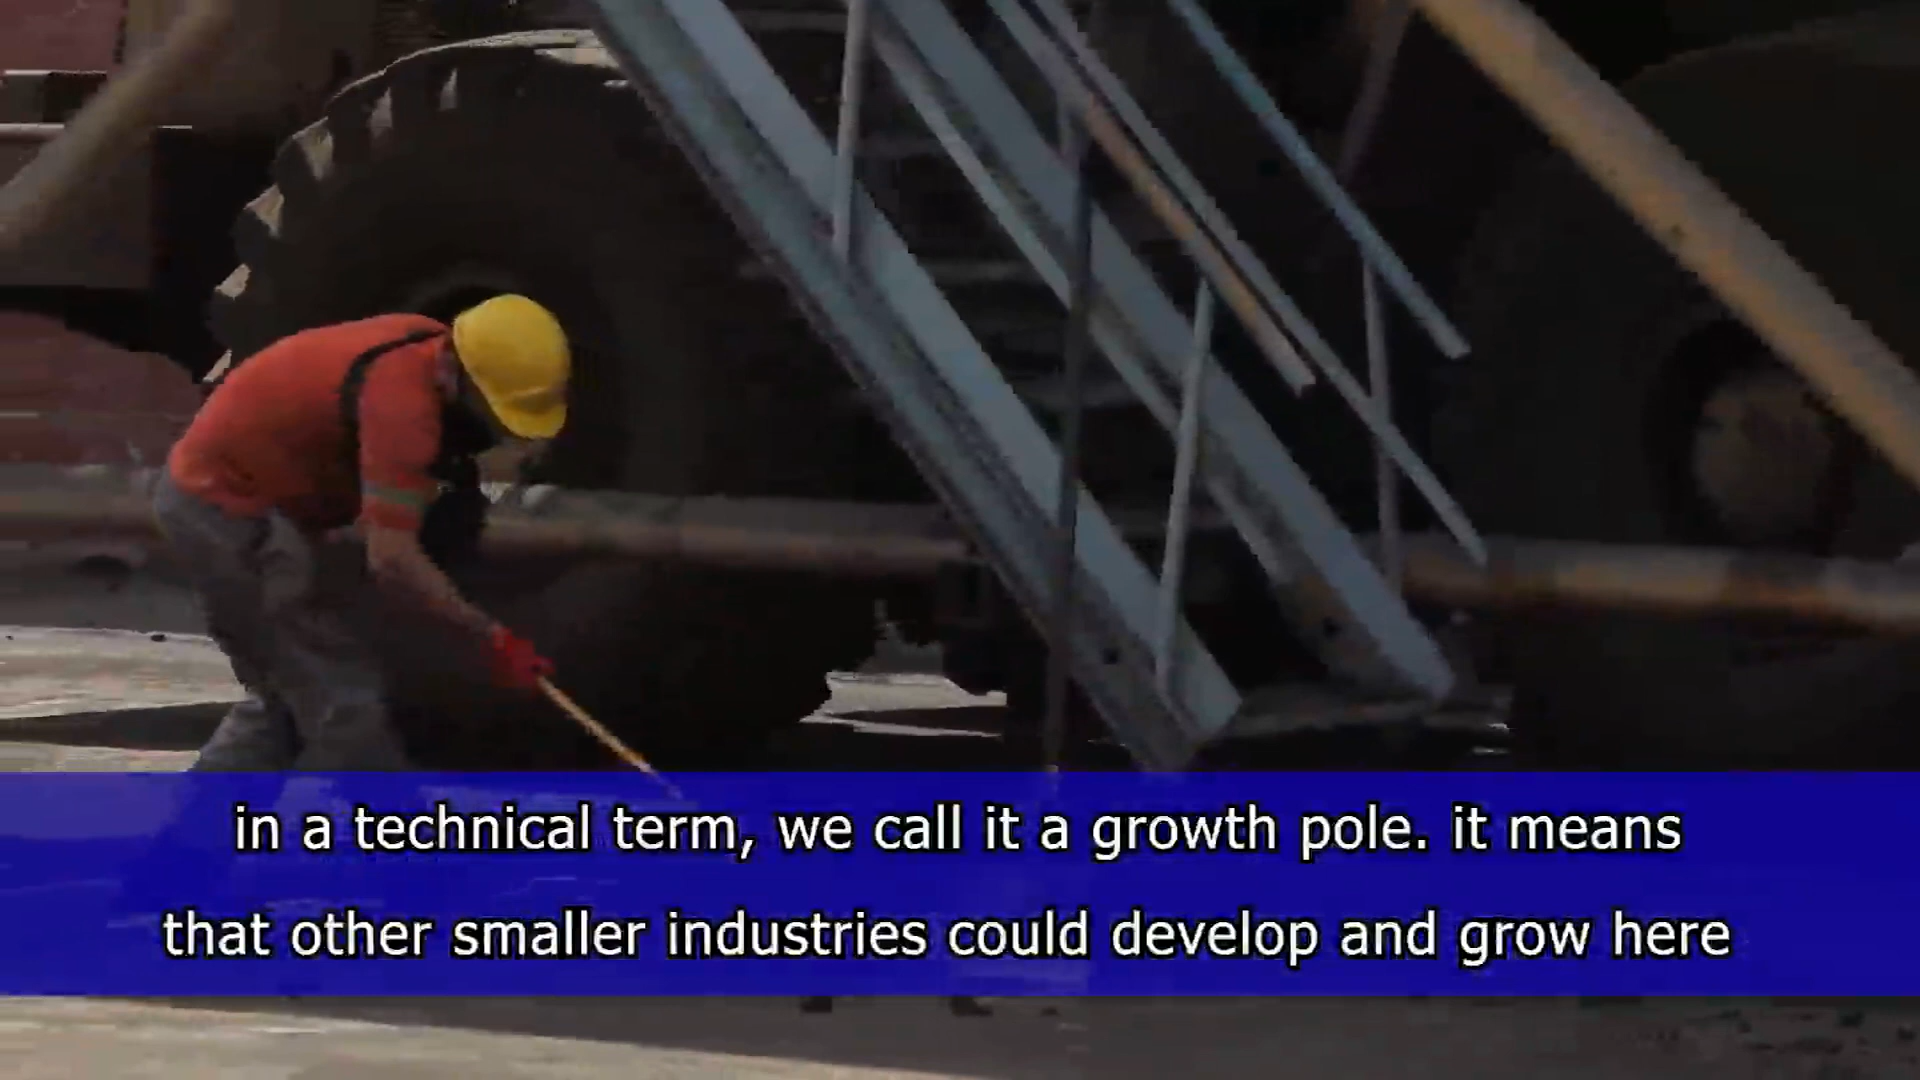 in a technical term, we call it a growth pole. it means
that other smaller industries could develop and grow here